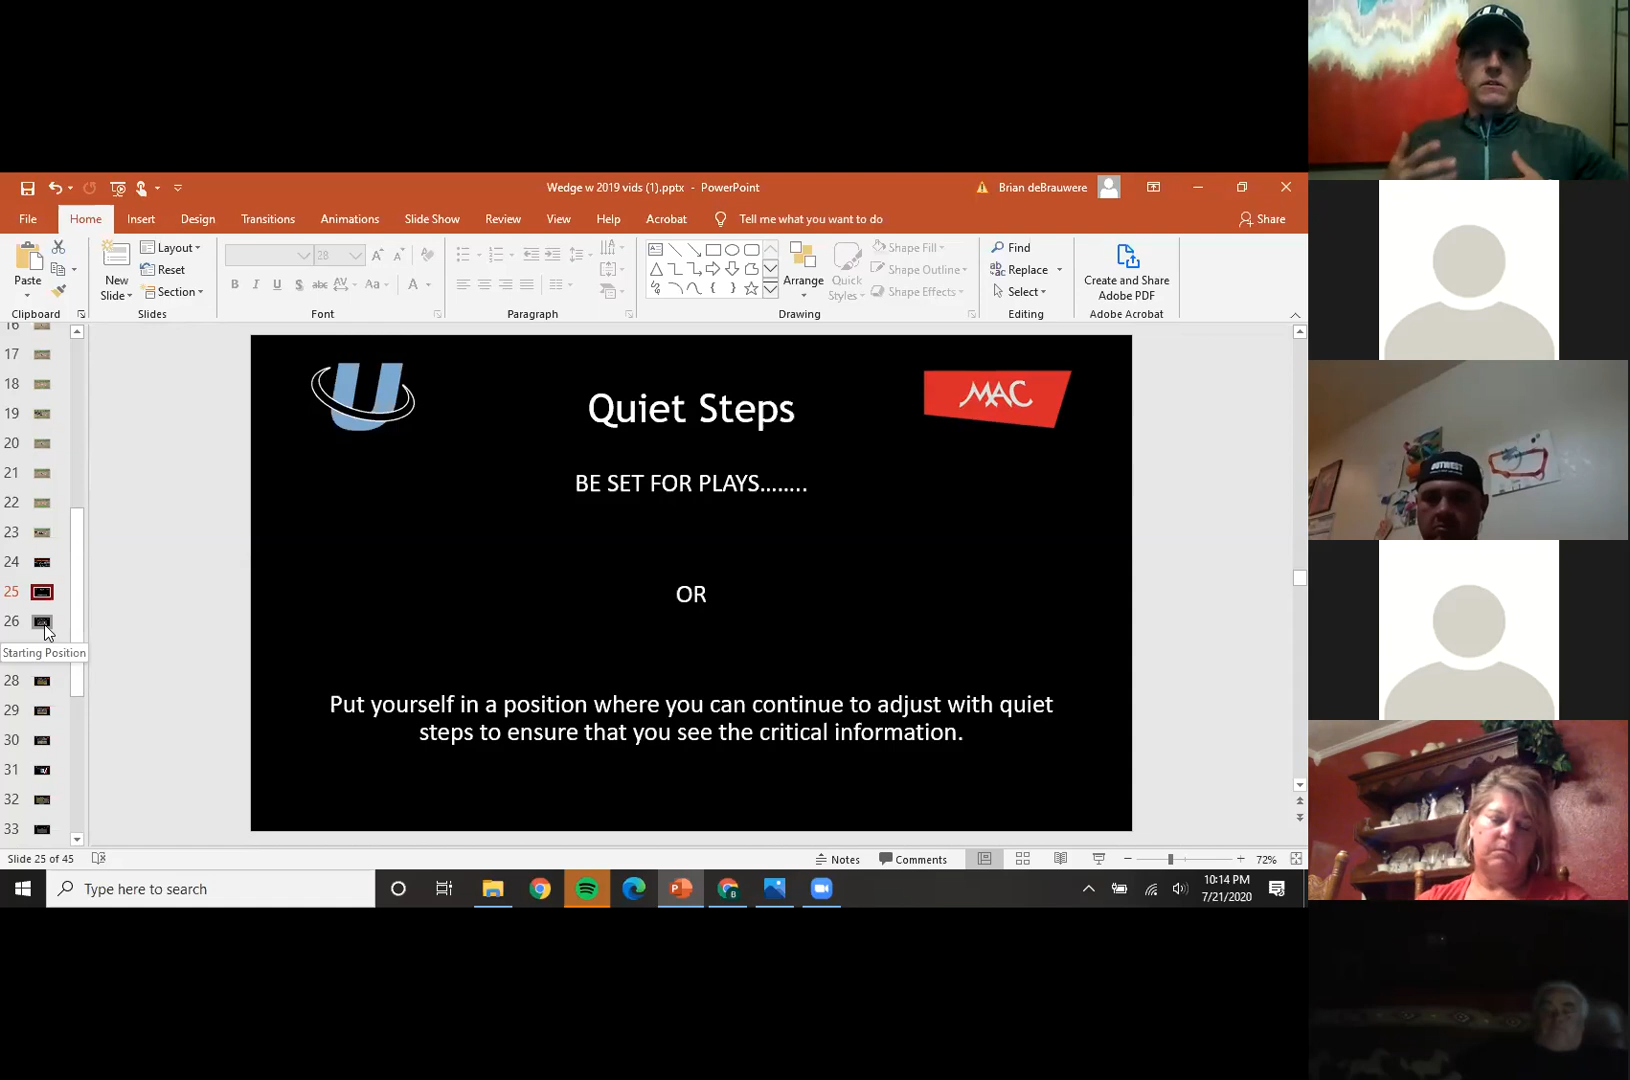 Wedge w 2019 vids (1).pptx - PowerPoint
Brian deBrauwere
File Home Insert Design Transitions Animations Slide Show Review View Help Acrobat Tell me what you want to do Share
Paste
New Slide
Layout
Reset
Section
28
B I U S abc AV Aa A
Arrange
Quick Styles
Shape Fill
Shape Outline
Shape Effects
Find
Replace
Select
Create and Share Adobe PDF
Clipboard Slides Font Paragraph Drawing Editing Adobe Acrobat
16
17
18
19
20
21
22
23
24
25
26
Starting Position
28
29
30
31
32
33
U
MAC
Quiet Steps
BE SET FOR PLAYS........
OR
Put yourself in a position where you can continue to adjust with quiet
steps to ensure that you see the critical information.
Slide 25 of 45
Notes Comments 72%
Type here to search
10:14 PM
7/21/2020
OUTWEST